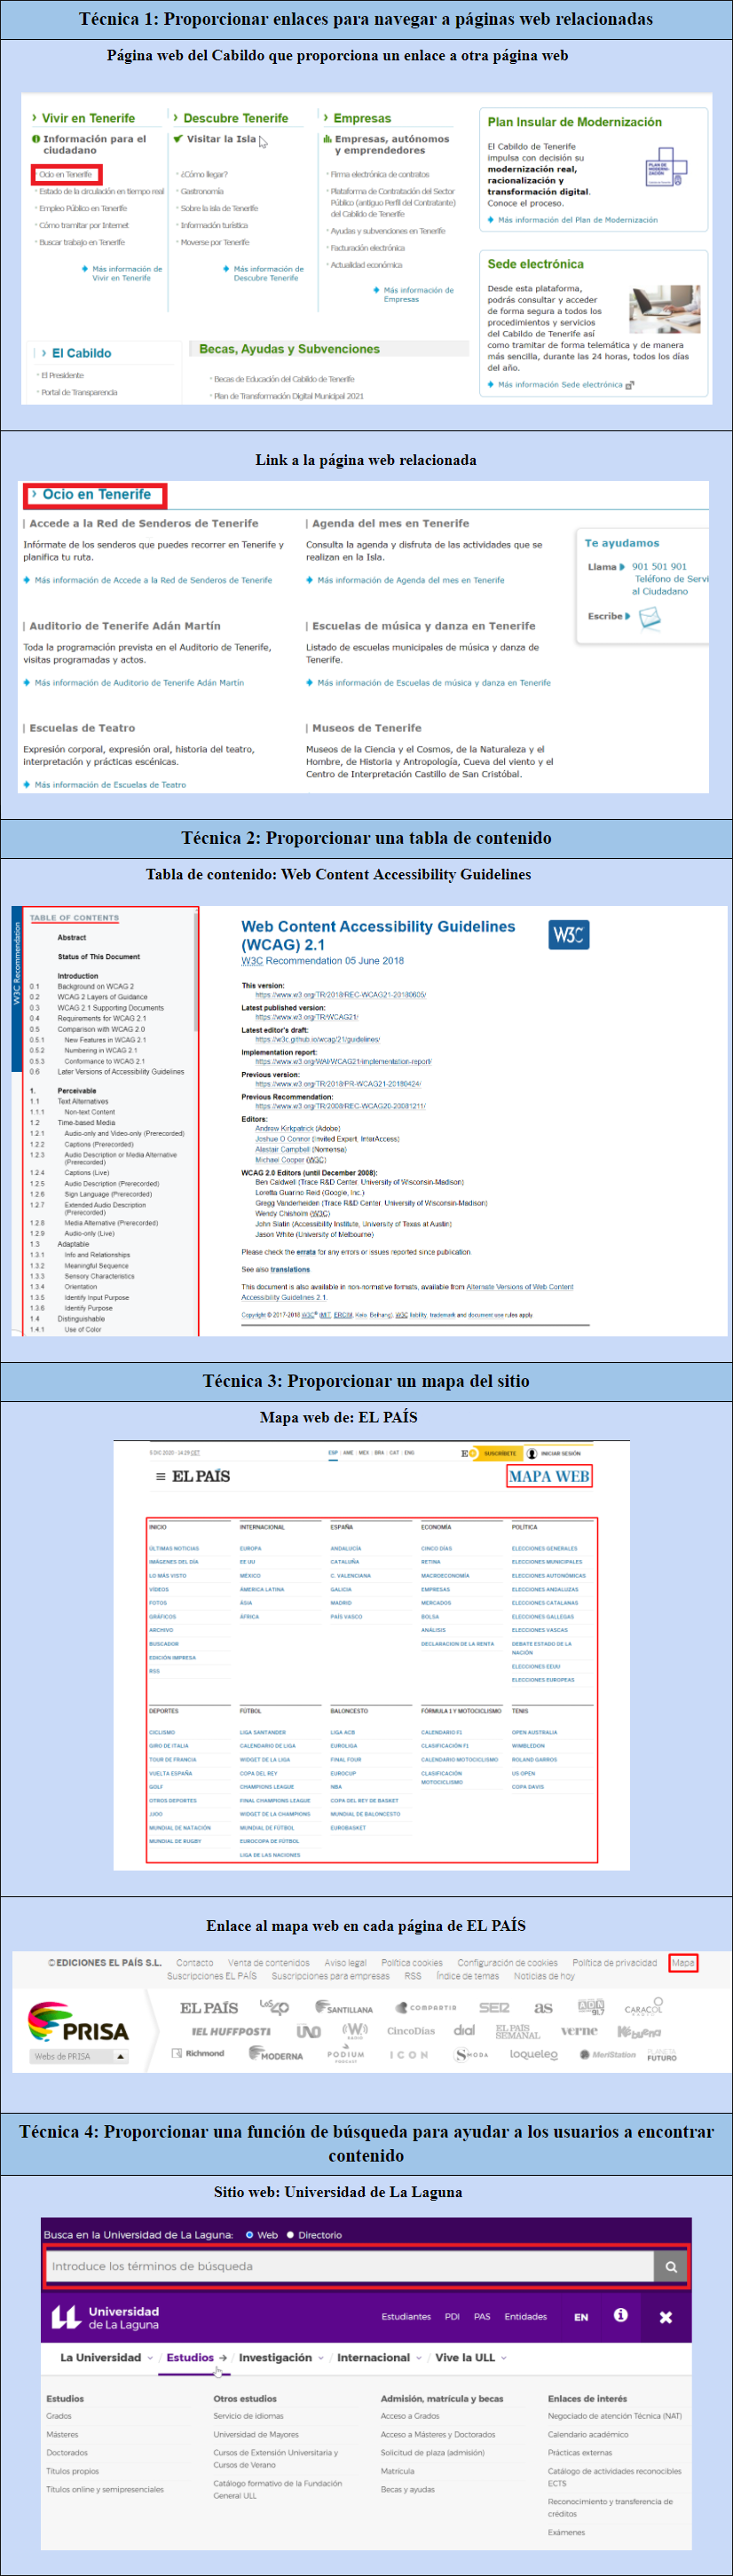 Técnica 1: Proporcionar enlaces para navegar a páginas web relacionadas
Página web del Cabildo que proporciona un enlace a otra página web
› Vivir en Tenerife
Información para el
ciudadano
Ocio en Tenerife
Estado de la circulación en tiempo real
Empleo Público en Tenerife
Cómo tramitar por Internet
Buscar trabajo en Tenerife
Más información de
Vivir en Tenerife
› Descubre Tenerife
Visitar la Isla
¿Cómo llegar?
Gastronomía
Sobre la isla de Tenerife
Información turística
Moverse por Tenerife
Más información de
Descubre Tenerife
› Empresas
Empresas, autónomos
y emprendedores
Firma electrónica de contratos
Plataforma de Contratación del Sector
Público (antiguo Perfil del Contratante)
del Cabildo de Tenerife
Ayudas y subvenciones en Tenerife
Facturación electrónica
Actualidad económica
Más información de
Empresas
Plan Insular de Modernización
El Cabildo de Tenerife
impulsa con decisión su
modernización real,
racionalización y
transformación digital.
Conoce el proceso.
PLAN DE
MODERNI-
ZACIÓN
Más información del Plan de Modernización
Sede electrónica
Desde esta plataforma,
podrás consultar y acceder
de forma segura a todos los
procedimientos y servicios
del Cabildo de Tenerife así
como tramitar de forma telemática y de manera
más sencilla, durante las 24 horas, todos los días
del año.
Más información Sede electrónica
› El Cabildo
El Presidente
Portal de Transparencia
Becas, Ayudas y Subvenciones
Becas de Educación del Cabildo de Tenerife
Plan de Transformación Digital Municipal 2021
Link a la página web relacionada
› Ocio en Tenerife
| Accede a la Red de Senderos de Tenerife
Infórmate de los senderos que puedes recorrer en Tenerife y
planifica tu ruta.
Más información de Accede a la Red de Senderos de Tenerife
| Agenda del mes en Tenerife
Consulta la agenda y disfruta de las actividades que se
realizan en la Isla.
Más información de Agenda del mes en Tenerife
Te ayudamos
Llama 901 501 901
Teléfono de Servi
al Ciudadano
Escribe
| Auditorio de Tenerife Adán Martín
Toda la programación prevista en el Auditorio de Tenerife,
visitas programadas y actos.
Más información de Auditorio de Tenerife Adán Martín
| Escuelas de música y danza en Tenerife
Listado de escuelas municipales de música y danza de
Tenerife.
Más información de Escuelas de música y danza en Tenerife
| Escuelas de Teatro
Expresión corporal, expresión oral, historia del teatro,
interpretación y prácticas escénicas.
Más información de Escuelas de Teatro
| Museos de Tenerife
Museos de la Ciencia y el Cosmos, de la Naturaleza y el
Hombre, de Historia y Antropología, Cueva del viento y el
Centro de Interpretación Castillo de San Cristóbal.
Técnica 2: Proporcionar una tabla de contenido
Tabla de contenido: Web Content Accessibility Guidelines
W3C Recommendation
TABLE OF CONTENTS
Abstract
Status of This Document
Introduction
0.1 Background on WCAG 2
0.2 WCAG 2 Layers of Guidance
0.3 WCAG 2.1 Supporting Documents
0.4 Requirements for WCAG 2.1
0.5 Comparison with WCAG 2.0
0.5.1 New Features in WCAG 2.1
0.5.2 Numbering in WCAG 2.1
0.5.3 Conformance to WCAG 2.1
0.6 Later Versions of Accessibility Guidelines
1. Perceivable
1.1 Text Alternatives
1.1.1 Non-text Content
1.2 Time-based Media
1.2.1 Audio-only and Video-only (Prerecorded)
1.2.2 Captions (Prerecorded)
1.2.3 Audio Description or Media Alternative
(Prerecorded)
1.2.4 Captions (Live)
1.2.5 Audio Description (Prerecorded)
1.2.6 Sign Language (Prerecorded)
1.2.7 Extended Audio Description
(Prerecorded)
1.2.8 Media Alternative (Prerecorded)
1.2.9 Audio-only (Live)
1.3 Adaptable
1.3.1 Info and Relationships
1.3.2 Meaningful Sequence
1.3.3 Sensory Characteristics
1.3.4 Orientation
1.3.5 Identify Input Purpose
1.3.6 Identify Purpose
1.4 Distinguishable
1.4.1 Use of Color
Web Content Accessibility Guidelines
(WCAG) 2.1
W3C
W3C Recommendation 05 June 2018
This version:
https://www.w3.org/TR/2018/REC-WCAG21-20180605/
Latest published version:
https://www.w3.org/TR/WCAG21/
Latest editor's draft:
https://w3c.github.io/wcag/21/guidelines/
Implementation report:
https://www.w3.org/WAI/WCAG21/implementation-report/
Previous version:
https://www.w3.org/TR/2018/PR-WCAG21-20180424/
Previous Recommendation:
https://www.w3.org/TR/2008/REC-WCAG20-20081211/
Editors:
Andrew Kirkpatrick (Adobe)
Joshue O Connor (Invited Expert, InterAccess)
Alastair Campbell (Nomensa)
Michael Cooper (W3C)
WCAG 2.0 Editors (until December 2008):
Ben Caldwell (Trace R&D Center, University of Wisconsin-Madison)
Loretta Guarino Reid (Google, Inc.)
Gregg Vanderheiden (Trace R&D Center, University of Wisconsin-Madison)
Wendy Chisholm (W3C)
John Slatin (Accessibility Institute, University of Texas at Austin)
Jason White (University of Melbourne)
Please check the errata for any errors or issues reported since publication.
See also translations
This document is also available in non-normative formats, available from Alternate Versions of Web Content
Accessibility Guidelines 2.1.
Copyright © 2017-2018 W3C® (MIT, ERCIM, Keio, Beihang). W3C liability, trademark and document use rules apply.
Técnica 3: Proporcionar un mapa del sitio
Mapa web de: EL PAÍS
5 DIC 2020 - 14:29 CET
ESP AME MEX BRA CAT ENG
SUSCRÍBETE
INICIAR SESIÓN
EL PAÍS
MAPA WEB
INICIO
ÚLTIMAS NOTICIAS
IMÁGENES DEL DÍA
LO MÁS VISTO
VÍDEOS
FOTOS
GRÁFICOS
ARCHIVO
BUSCADOR
EDICIÓN IMPRESA
RSS
INTERNACIONAL
EUROPA
EE UU
MÉXICO
AMÉRICA LATINA
ASIA
ÁFRICA
ESPAÑA
ANDALUCÍA
CATALUÑA
C. VALENCIANA
GALICIA
MADRID
PAÍS VASCO
ECONOMÍA
CINCO DÍAS
RETINA
MACROECONOMÍA
EMPRESAS
MERCADOS
BOLSA
ANÁLISIS
DECLARACION DE LA RENTA
POLÍTICA
ELECCIONES GENERALES
ELECCIONES MUNICIPALES
ELECCIONES AUTONÓMICAS
ELECCIONES ANDALUZAS
ELECCIONES CATALANAS
ELECCIONES GALLEGAS
ELECCIONES VASCAS
DEBATE ESTADO DE LA
NACIÓN
ELECCIONES EEUU
ELECCIONES EUROPEAS
DEPORTES
CICLISMO
GIRO DE ITALIA
TOUR DE FRANCIA
VUELTA ESPAÑA
GOLF
OTROS DEPORTES
JJOO
MUNDIAL DE NATACIÓN
MUNDIAL DE RUGBY
FÚTBOL
LIGA SANTANDER
CALENDARIO DE LIGA
WIDGET DE LA LIGA
COPA DEL REY
CHAMPIONS LEAGUE
FINAL CHAMPIONS LEAGUE
WIDGET DE LA CHAMPIONS
MUNDIAL DE FÚTBOL
EUROCOPA DE FÚTBOL
LIGA DE LAS NACIONES
BALONCESTO
LIGA ACB
EUROLIGA
FINAL FOUR
EUROCUP
NBA
COPA DEL REY DE BASKET
MUNDIAL DE BALONCESTO
EUROBASKET
FÓRMULA 1 Y MOTOCICLISMO
CALENDARIO F1
CLASIFICACIÓN F1
CALENDARIO MOTOCICLISMO
CLASIFICACIÓN
MOTOCICLISMO
TENIS
OPEN AUSTRALIA
WIMBLEDON
ROLAND GARROS
US OPEN
COPA DAVIS
Enlace al mapa web en cada página de EL PAÍS
© EDICIONES EL PAÍS S.L. Contacto Venta de contenidos Aviso legal Política cookies Configuración de cookies Política de privacidad Mapa
Suscripciones EL PAÍS Suscripciones para empresas RSS Índice de temas Noticias de hoy
PRISA
Webs de PRISA
EL PAÍS LOS40 SANTILLANA COMPARTIR SER as ADN CARACOL
EL HUFFPOST UNO W RADIO CincoDías dial EL PAÍS SEMANAL verne Kebuena
Richmond MODERNA PODIUM PODCAST ICON S MODA loqueleo MeriStation PLANETA FUTURO
Técnica 4: Proporcionar una función de búsqueda para ayudar a los usuarios a encontrar
contenido
Sitio web: Universidad de La Laguna
Busca en la Universidad de La Laguna: Web Directorio
Introduce los términos de búsqueda
Universidad
de La Laguna
Estudiantes PDI PAS Entidades EN
La Universidad Estudios Investigación Internacional Vive la ULL
Estudios
Grados
Másteres
Doctorados
Títulos propios
Títulos online y semipresenciales
Otros estudios
Servicio de idiomas
Universidad de Mayores
Cursos de Extensión Universitaria y
Cursos de Verano
Catálogo formativo de la Fundación
General ULL
Admisión, matrícula y becas
Acceso a Grados
Acceso a Másteres y Doctorados
Solicitud de plaza (admisión)
Matrícula
Becas y ayudas
Enlaces de interés
Negociado de atención Técnica (NAT)
Calendario académico
Prácticas externas
Catálogo de actividades reconocibles
ECTS
Reconocimiento y transferencia de
créditos
Exámenes